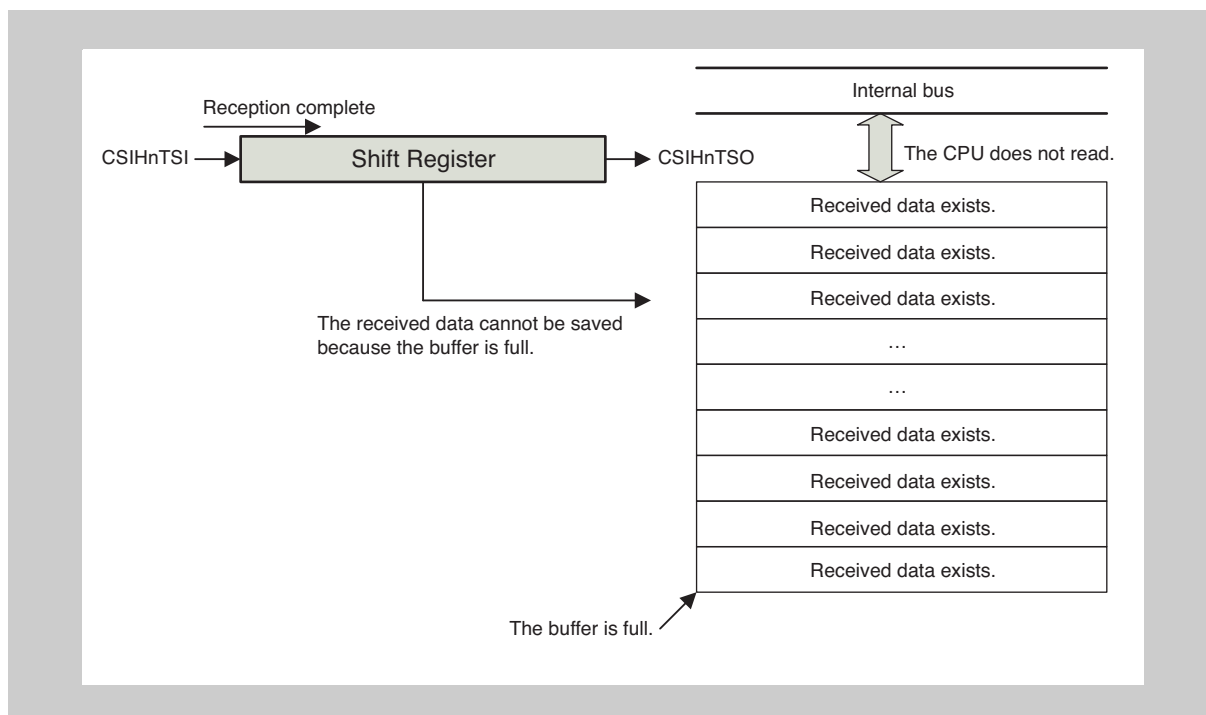 Internal bus
Reception complete
CSIHnTSI
Shift Register
CSIHnTSO
The CPU does not read.
Received data exists.
Received data exists.
Received data exists.
The received data cannot be saved
because the buffer is full.
…
…
Received data exists.
Received data exists.
Received data exists.
Received data exists.
The buffer is full.